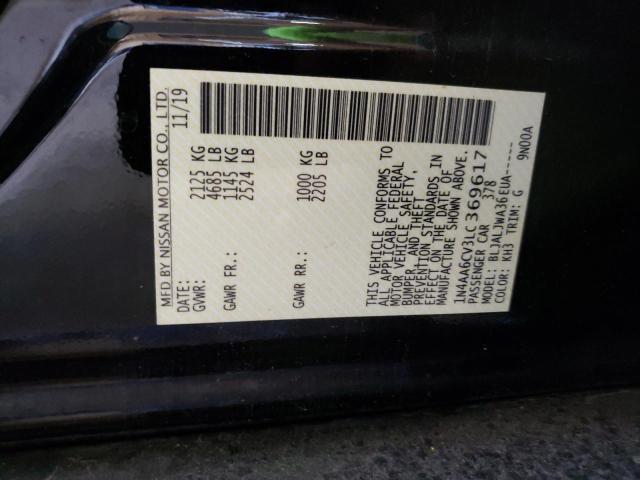 MFD BY NISSAN MOTOR CO., LTD.
DATE: 11/19
GVWR: 2125 KG
4685 LB
GAWR FR.: 1145 KG
2524 LB
GAWR RR.: 1000 KG
2205 LB
THIS VEHICLE CONFORMS TO
ALL APPLICABLE FEDERAL
MOTOR VEHICLE SAFETY,
BUMPER, AND THEFT
PREVENTION STANDARDS IN
EFFECT ON THE DATE OF
MANUFACTURE SHOWN ABOVE.
1N4AA6CV3LC369617
PASSENGER CAR 378
MODEL: BLJALJWA36EUA-----
COLOR: KH3 TRIM: G 9N00A